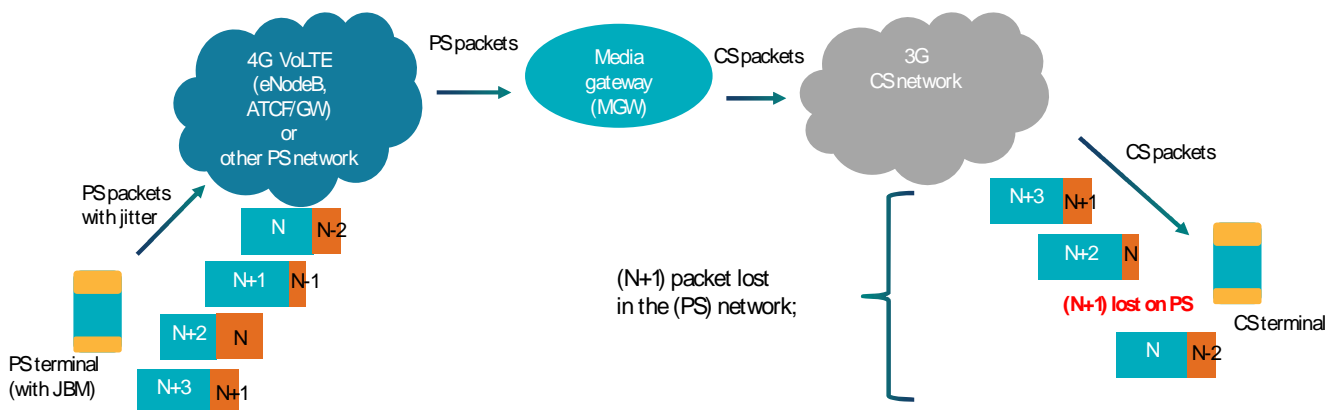 4G VoLTE
(eNodeB,
ATCF/GW)
or
other PS network
PS packets
Media
gateway
(MGW)
CS packets
3G
CS network
CS packets
PS packets
with jitter
N N-2
N+1 N-1
N+2 N
N+3 N+1
PS terminal
(with JBM)
(N+1) packet lost
in the (PS) network;
N+3 N+1
N+2 N
(N+1) lost on PS
N N-2
CS terminal